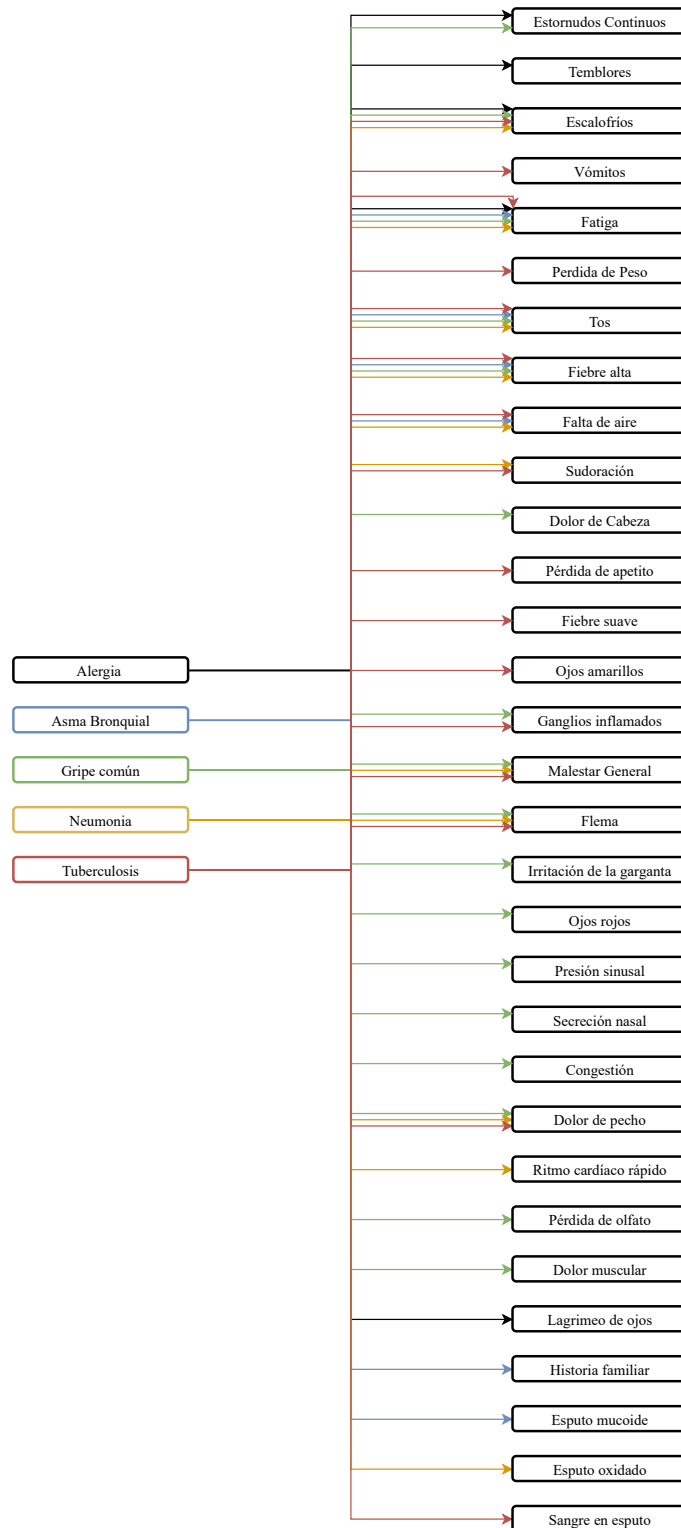 Estornudos Continuos
Temblores
Escalofríos
Vómitos
Fatiga
Perdida de Peso
Tos
Fiebre alta
Falta de aire
Sudoración
Dolor de Cabeza
Pérdida de apetito
Fiebre suave
Alergia
Ojos amarillos
Asma Bronquial
Ganglios inflamados
Gripe común
Malestar General
Neumonia
Flema
Tuberculosis
Irritación de la garganta
Ojos rojos
Presión sinusal
Secreción nasal
Congestión
Dolor de pecho
Ritmo cardíaco rápido
Pérdida de olfato
Dolor muscular
Lagrimeo de ojos
Historia familiar
Esputo mucoide
Esputo oxidado
Sangre en esputo